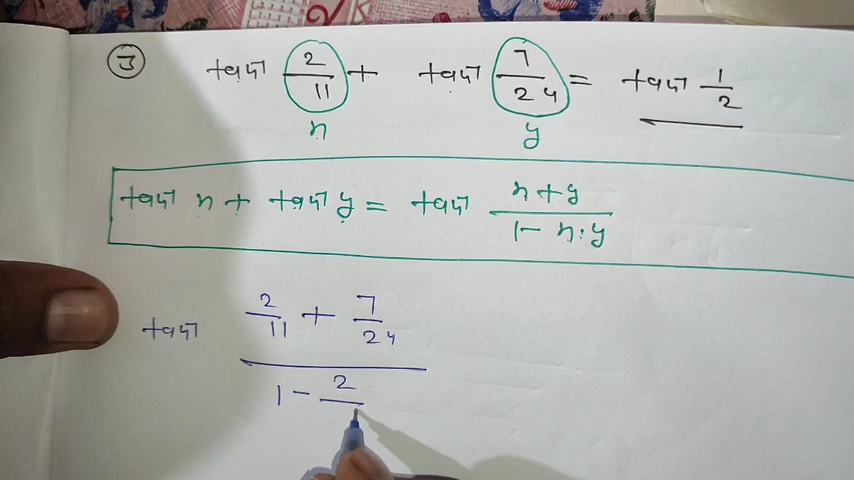 ③ tan⁻¹ 2/11 + tan⁻¹ 7/24 = tan⁻¹ 1/2
x y
tan⁻¹ x + tan⁻¹ y = tan⁻¹ (x + y)/(1 - x.y)
tan⁻¹ (2/11 + 7/24)/(1 - 2/